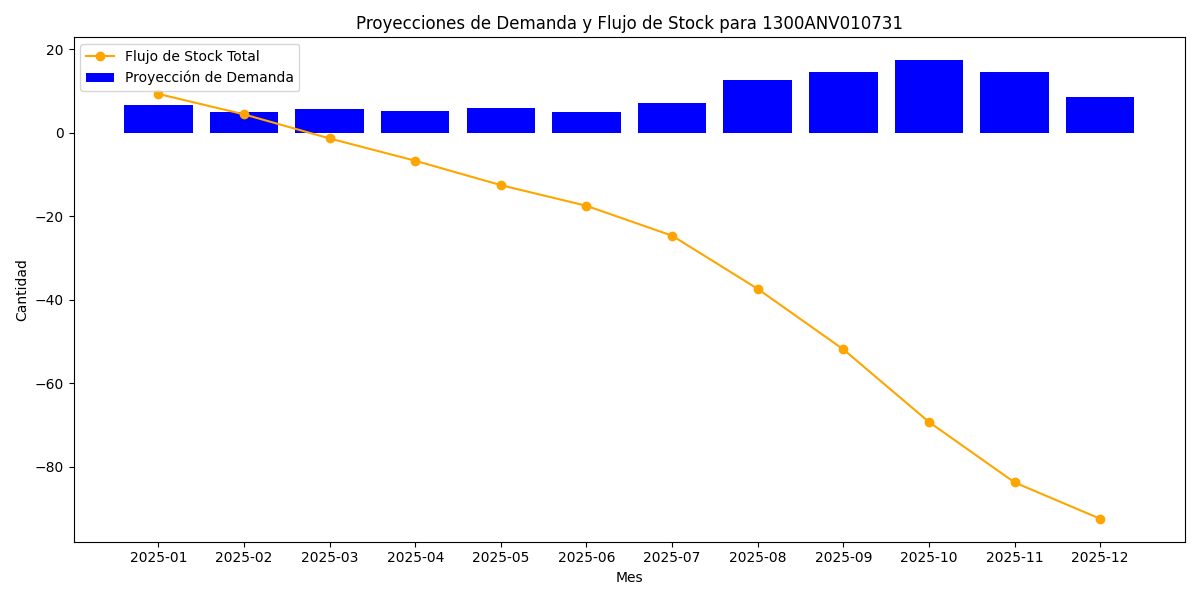 Proyecciones de Demanda y Flujo de Stock para 1300ANV010731
Flujo de Stock Total
Proyección de Demanda
20
0
−20
−40
−60
−80
Cantidad
2025-01 2025-02 2025-03 2025-04 2025-05 2025-06 2025-07 2025-08 2025-09 2025-10 2025-11 2025-12
Mes